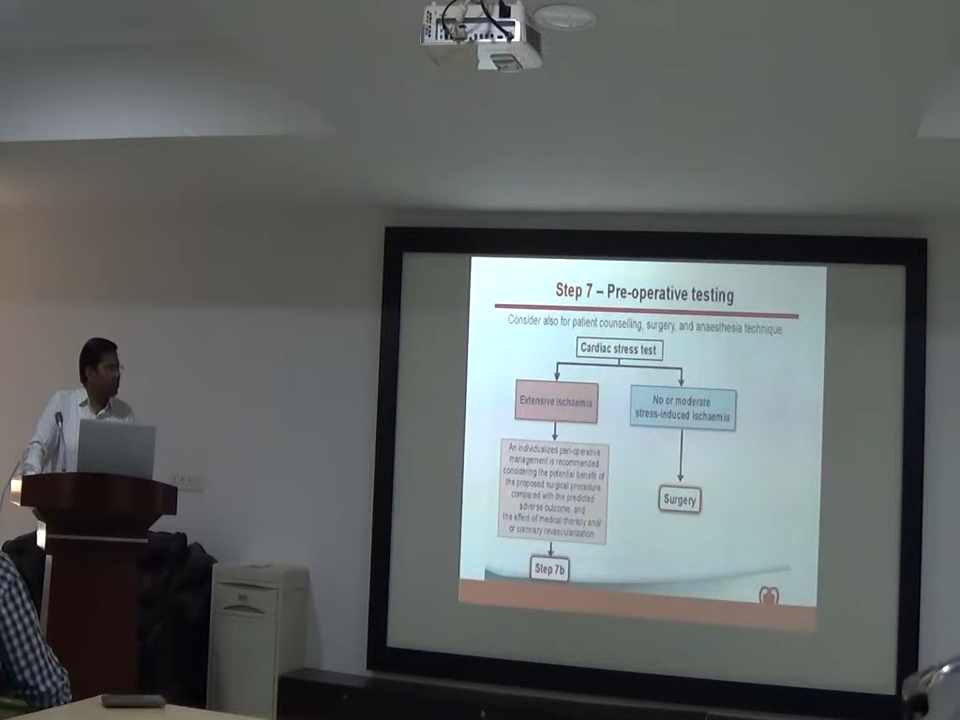 Step 7 – Pre-operative testing
Consider also for patient counselling, surgery, and anaesthesia technique
Cardiac stress test
Extensive ischaemia
No or moderate
stress-induced ischaemia
An individualized peri-operative
management is recommended
considering the potential benefit of
the proposed surgical procedure
compared with the predicted
adverse outcome, and
the effect of medical therapy and/
or coronary revascularization.
Surgery
Step 7b